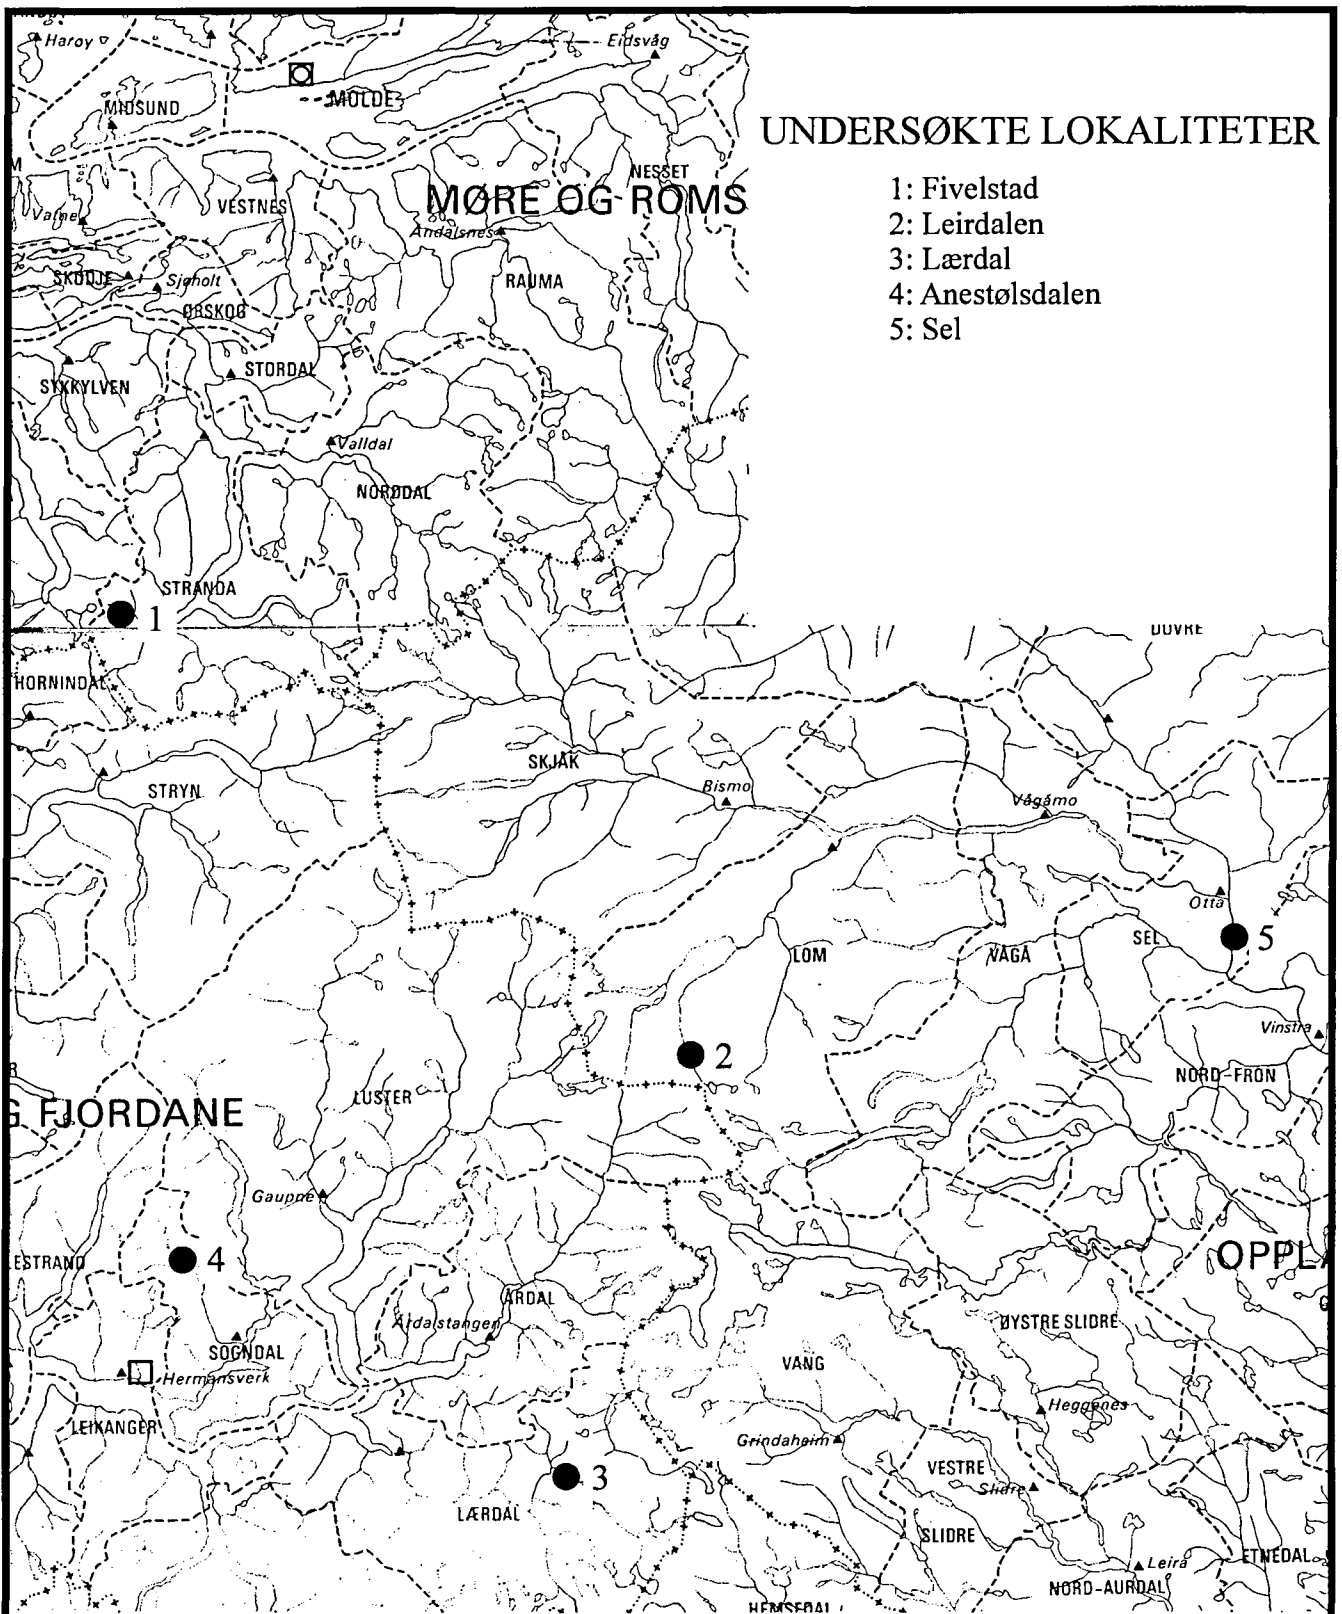 Harøy
Eidsvåg
MOLDE
MIDSUND
UNDERSØKTE LOKALITETER
NESSET
1: Fivelstad
MØRE OG ROMS
VESTNES
Vatne
2: Leirdalen
Åndalsnes
3: Lærdal
SKODJE
Sjøholt
RAUMA
4: Anestølsdalen
ØRSKOG
5: Sel
STORDAL
SYKKYLVEN
Valldal
NORDDAL
STRANDA
1
DOVRE
HORNINDAL
SKJÅK
Bismo
STRYN
Vågåmo
Otta
SEL
5
LOM
VÅGÅ
Vinstra
2
NORD-FRON
LUSTER
G FJORDANE
Gaupne
4
ESTRAND
OPPLA
ÅRDAL
Årdalstangen
ØYSTRE SLIDRE
SOGNDAL
VANG
Hermansverk
Heggenes
LEIKANGER
Grindaheim
VESTRE
3
Slidre
LÆRDAL
SLIDRE
ETNEDAL
Leira
NORD-AURDAL
HEMSEDAL